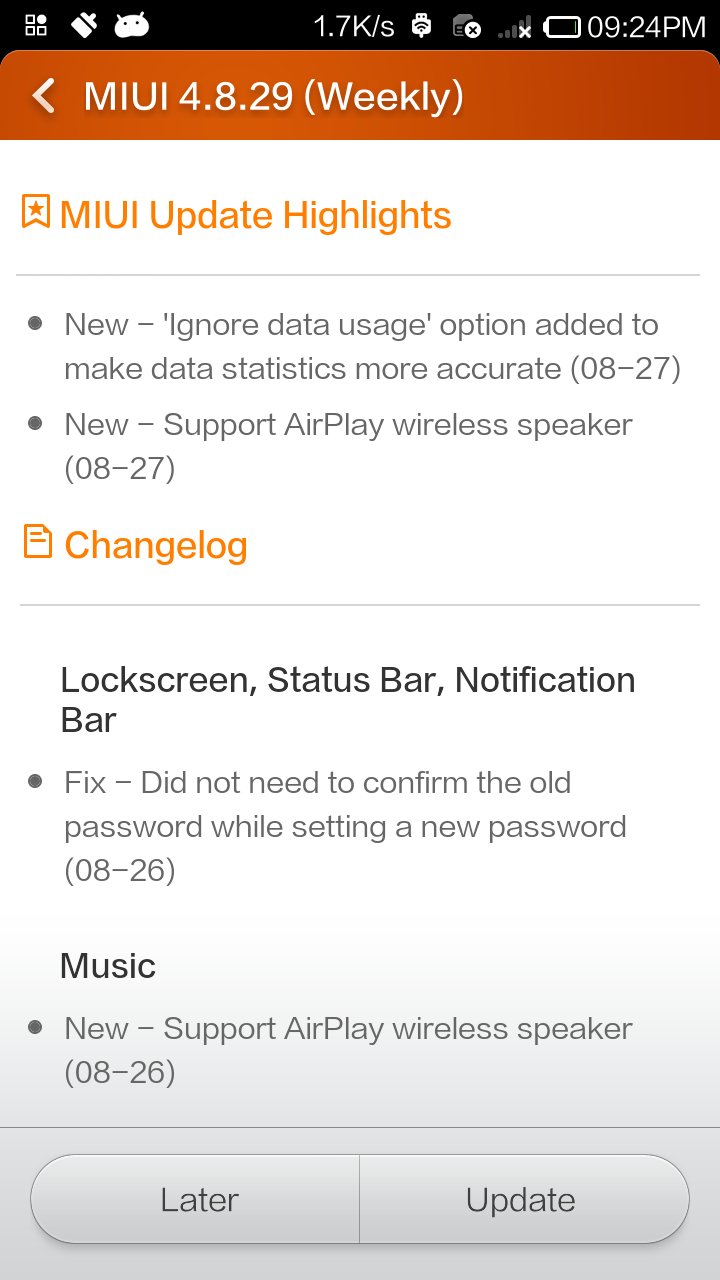 1.7K/s 09:24PM
MIUI 4.8.29 (Weekly)
MIUI Update Highlights
New – 'Ignore data usage' option added to
make data statistics more accurate (08–27)
New – Support AirPlay wireless speaker
(08–27)
Changelog
Lockscreen, Status Bar, Notification
Bar
Fix – Did not need to confirm the old
password while setting a new password
(08–26)
Music
New – Support AirPlay wireless speaker
(08–26)
Later Update